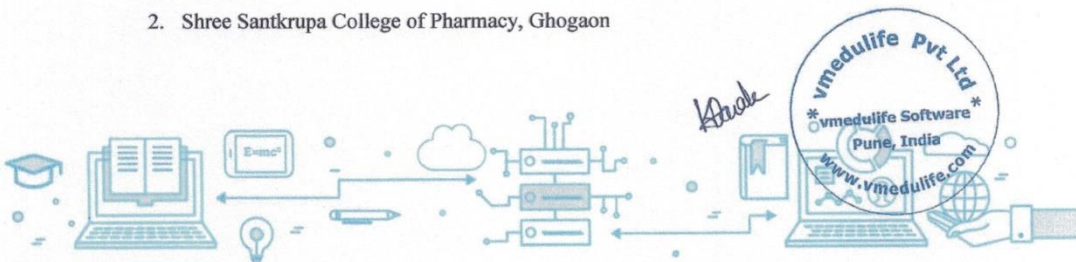 2. Shree Santkrupa College of Pharmacy, Ghogaon
vmedulife Pvt Ltd
* vmedulife Software *
Pune, India
www.vmedulife.com
E=mc²